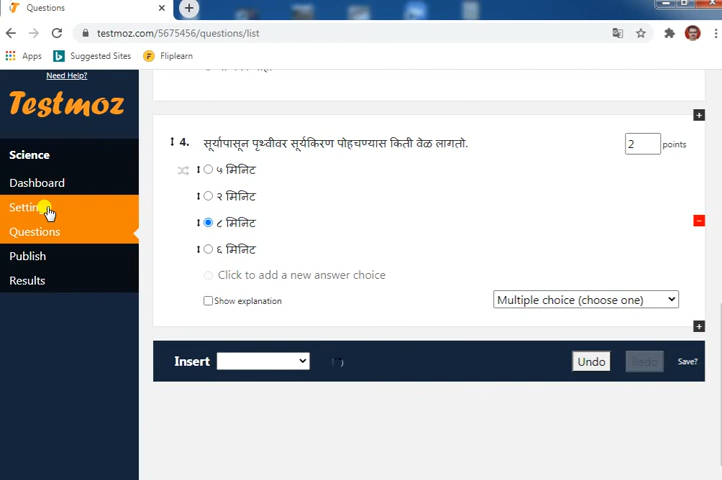 Questions
testmoz.com/5675456/questions/list
Apps
Suggested Sites
Fliplearn
Need Help?
Testmoz
Science
Dashboard
Settin
Questions
Publish
Results
4. सूर्यापासून पृथ्वीवर सूर्यकिरण पोहचण्यास किती वेळ लागतो.
2 points
५ मिनिट
२ मिनिट
८ मिनिट
६ मिनिट
Click to add a new answer choice
Show explanation
Multiple choice (choose one)
Insert
Undo
Redo
Save?